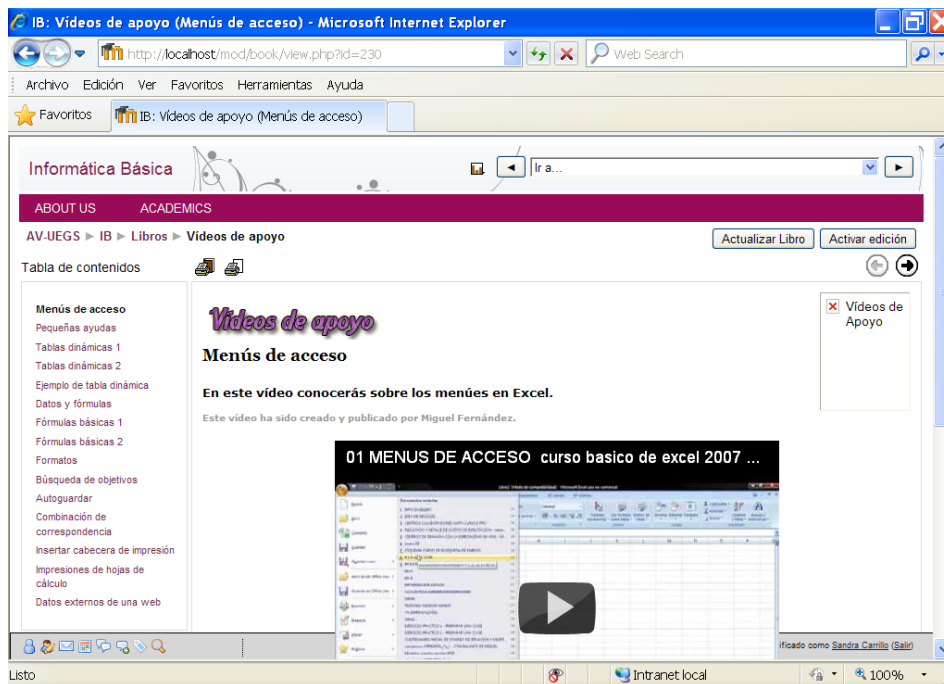 IB: Vídeos de apoyo (Menús de acceso) - Microsoft Internet Explorer
http://localhost/mod/book/view.php?id=230
Web Search
Archivo Edición Ver Favoritos Herramientas Ayuda
Favoritos
IB: Vídeos de apoyo (Menús de acceso)
Informática Básica
Ir a...
ABOUT US ACADEMICS
AV-UEGS ► IB ► Libros ► Vídeos de apoyo
Actualizar Libro
Activar edición
Tabla de contenidos
Menús de acceso
Pequeñas ayudas
Tablas dinámicas 1
Tablas dinámicas 2
Ejemplo de tabla dinámica
Datos y fórmulas
Fórmulas básicas 1
Fórmulas básicas 2
Formatos
Búsqueda de objetivos
Autoguardar
Combinación de
correspondencia
Insertar cabecera de impresión
Impresiones de hojas de
cálculo
Datos externos de una web
Vídeos de apoyo
Menús de acceso
En este vídeo conocerás sobre los menúes en Excel.
Este vídeo ha sido creado y publicado por Miguel Fernández.
01 MENUS DE ACCESO curso basico de excel 2007 ...
Vídeos de
Apoyo
ificado como Sandra Carrillo (Salir)
Listo
Intranet local
100%